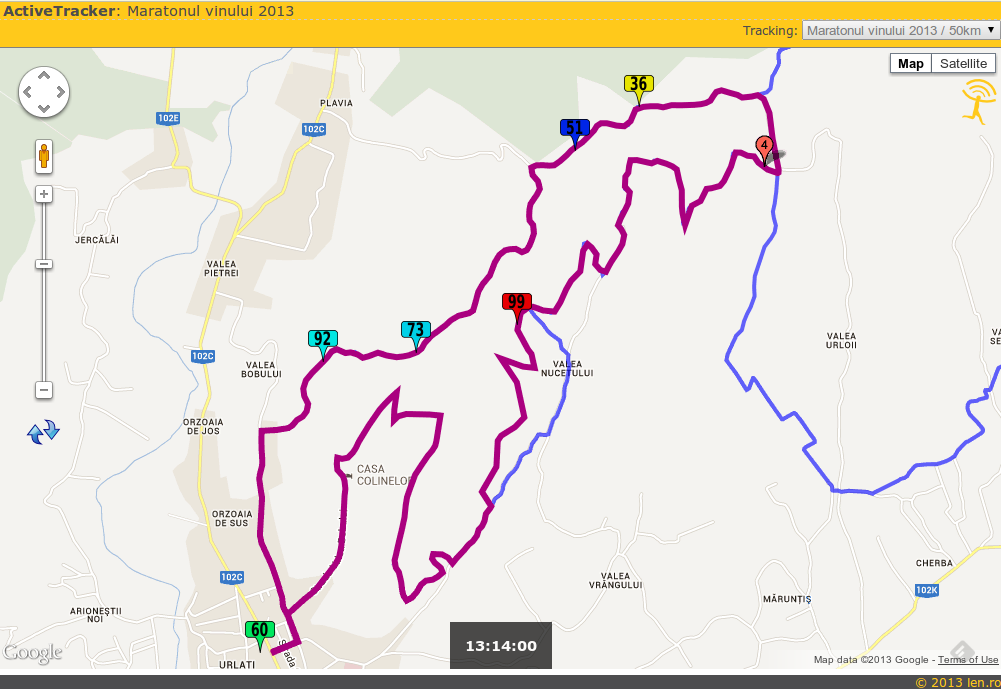 ActiveTracker: Maratonul vinului 2013
Tracking: Maratonul vinului 2013 / 50km
Map Satellite
36
PLAVIA
102E
102C
51
4
JERCĂLĂI
VALEA
PIETREI
99
92
73
VALEA
URLOII
102C
VALEA
BOBULUI
VALEA
NUCETULUI
VA
SE
ORZOAIA
DE JOS
CASA
COLINELOR
ORZOAIA
DE SUS
102C
CHERBA
VALEA
VRÂNGULUI
102K
MĂRUNȚIȘ
ARIONEȘTII
NOI
60
13:14:00
Strada
Google
URLATI
Map data ©2013 Google - Terms of Use
© 2013 len.ro